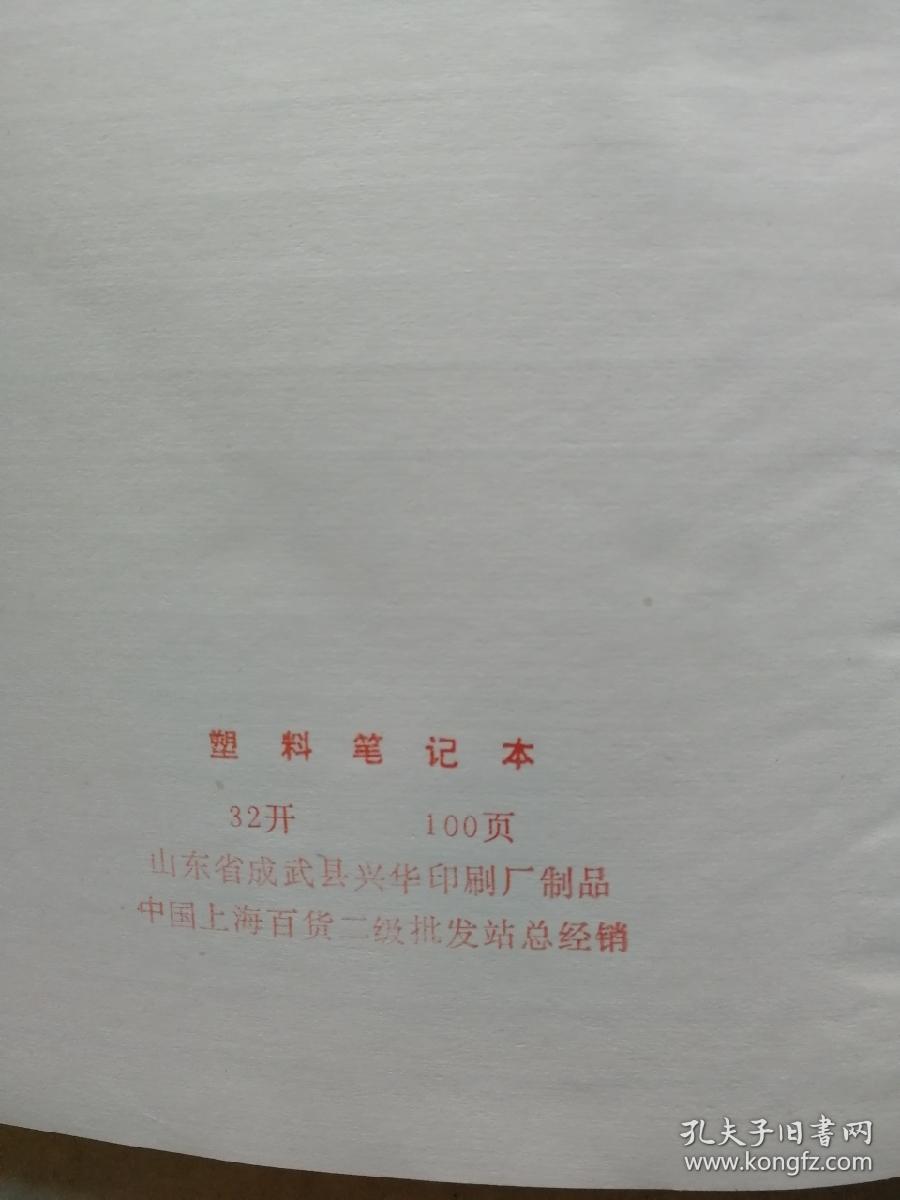 塑料笔记本
32开 100页
山东省成武县兴华印刷厂制品
中国上海百货二级批发站总经销
孔夫子旧书网
www.kongfz.com